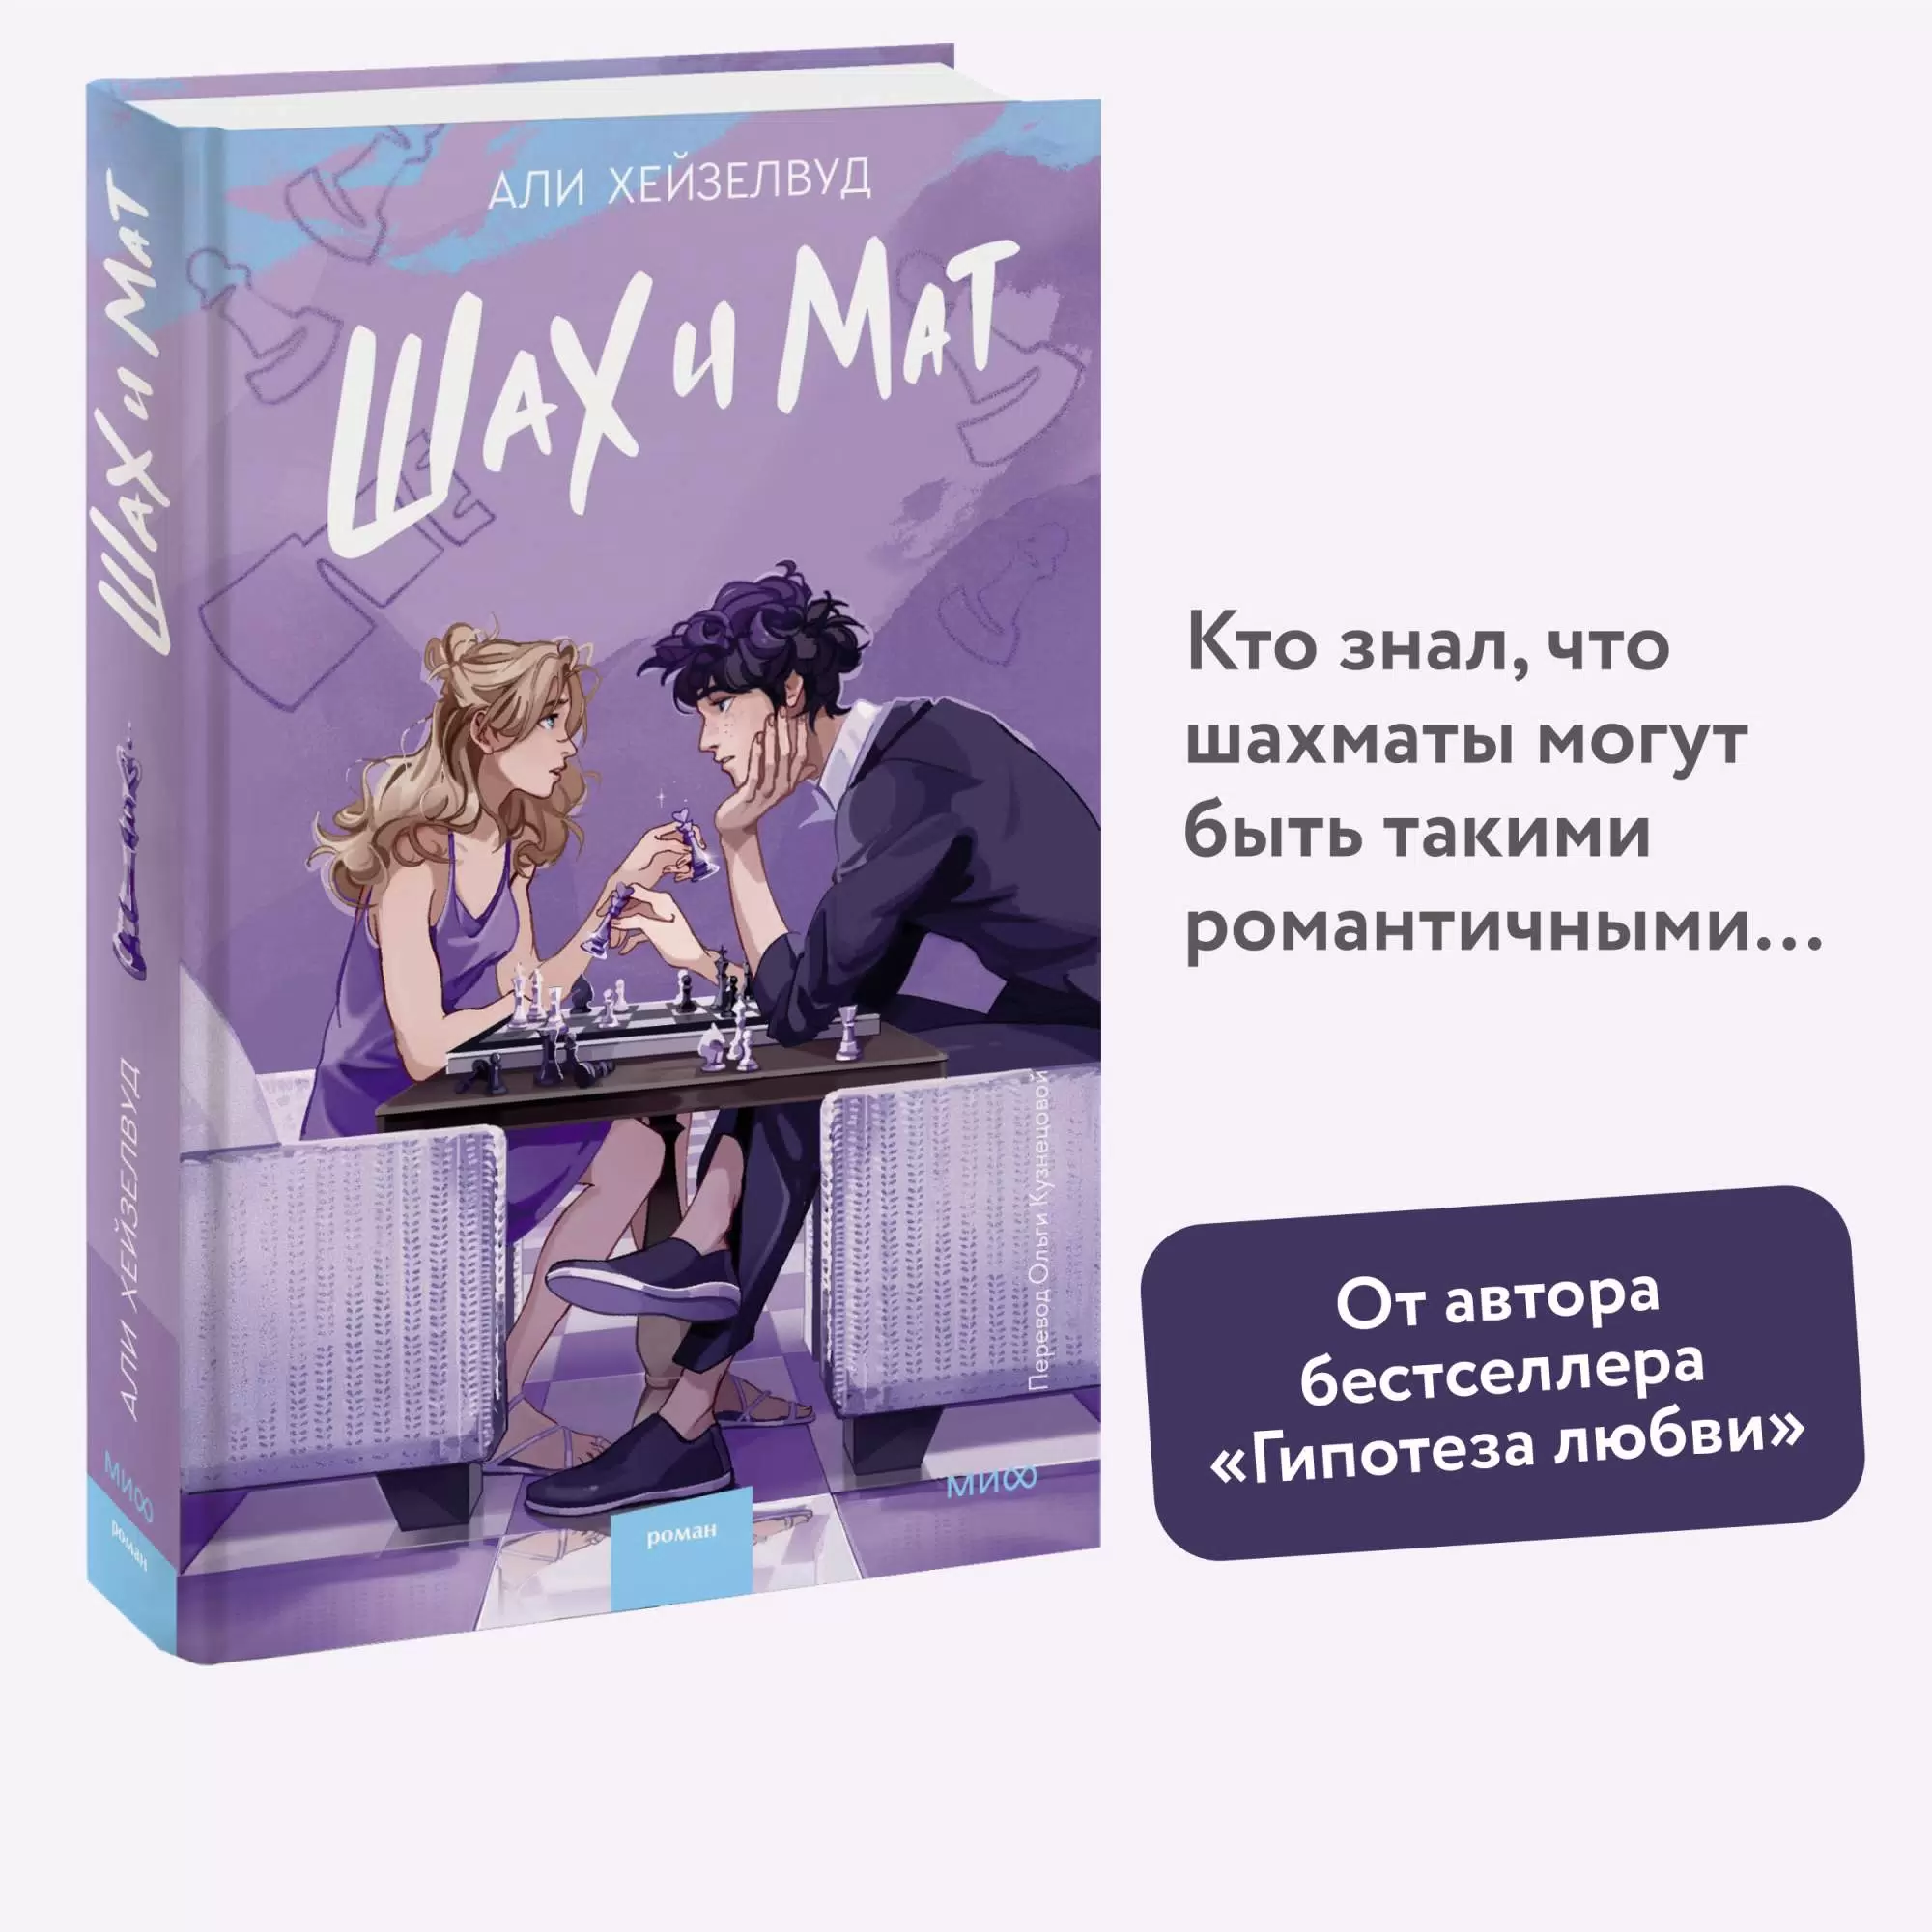 АЛИ ХЕЙЗЕЛВУД
ШАХ И МАТ
ШАХ И МАТ
АЛИ ХЕЙЗЕЛВУД
МИФ
роман
Перевод Ольги Кузнецовой
МИФ
роман
Кто знал, что
шахматы могут
быть такими
романтичными...
От автора
бестселлера
«Гипотеза любви»